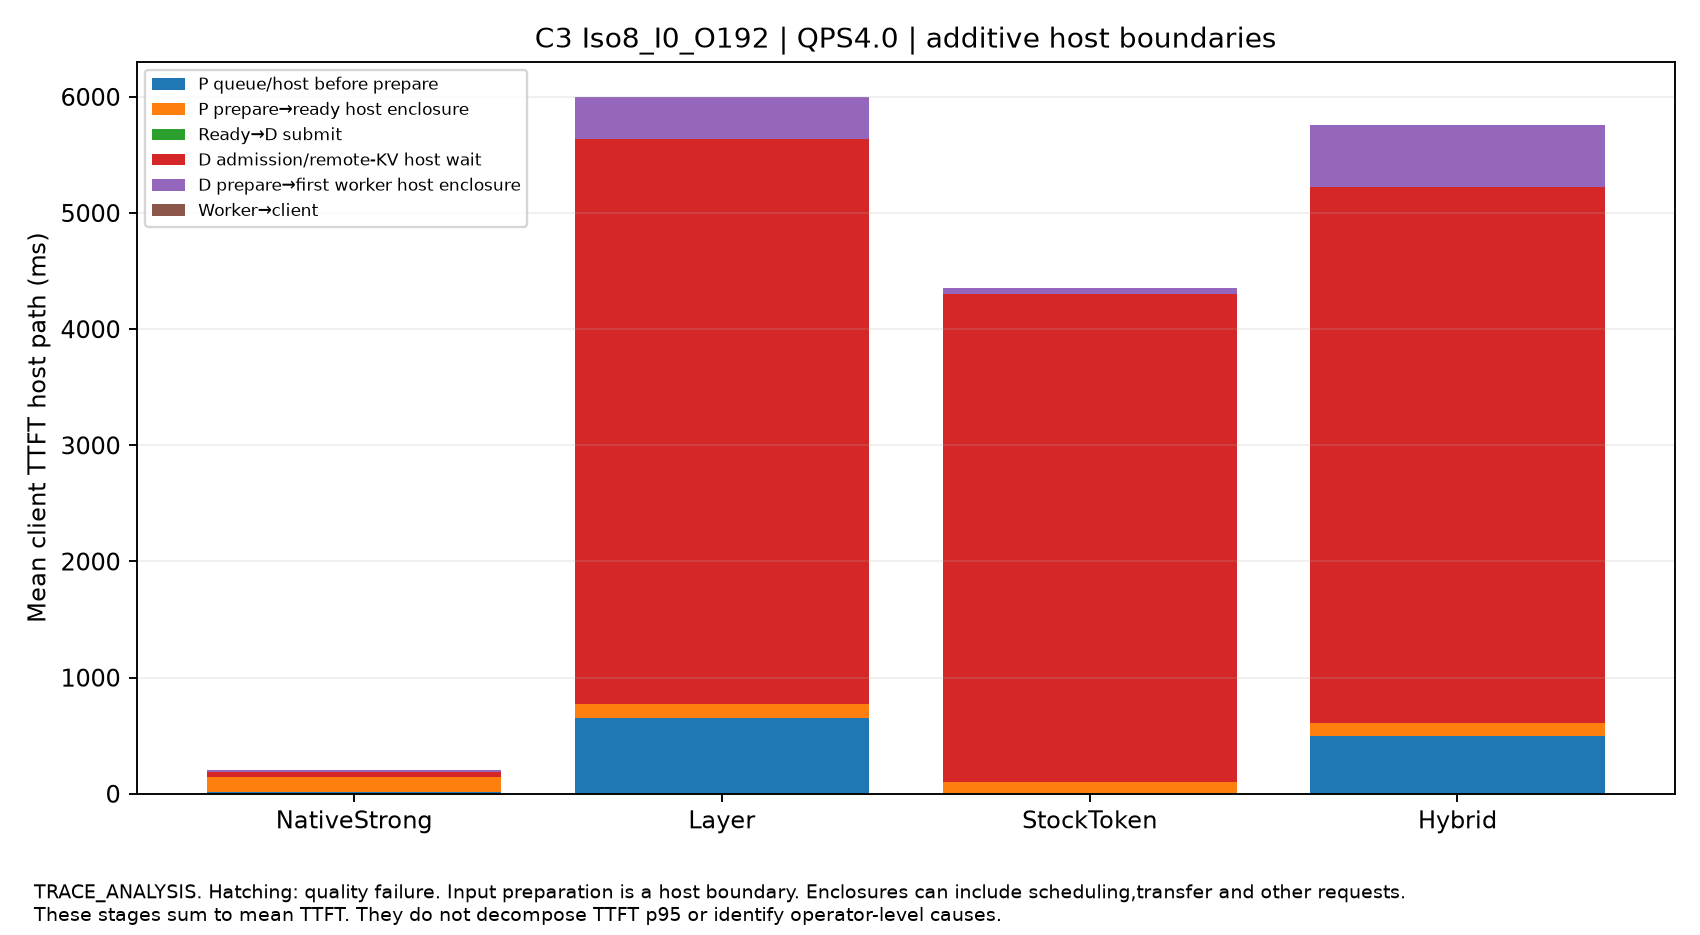 C3 Iso8_I0_O192 | QPS4.0 | additive host boundaries
P queue/host before prepare
P prepare→ready host enclosure
Ready→D submit
D admission/remote-KV host wait
D prepare→first worker host enclosure
Worker→client
Mean client TTFT host path (ms)
6000
5000
4000
3000
2000
1000
0
NativeStrong
Layer
StockToken
Hybrid
TRACE_ANALYSIS. Hatching: quality failure. Input preparation is a host boundary. Enclosures can include scheduling,transfer and other requests.
These stages sum to mean TTFT. They do not decompose TTFT p95 or identify operator-level causes.